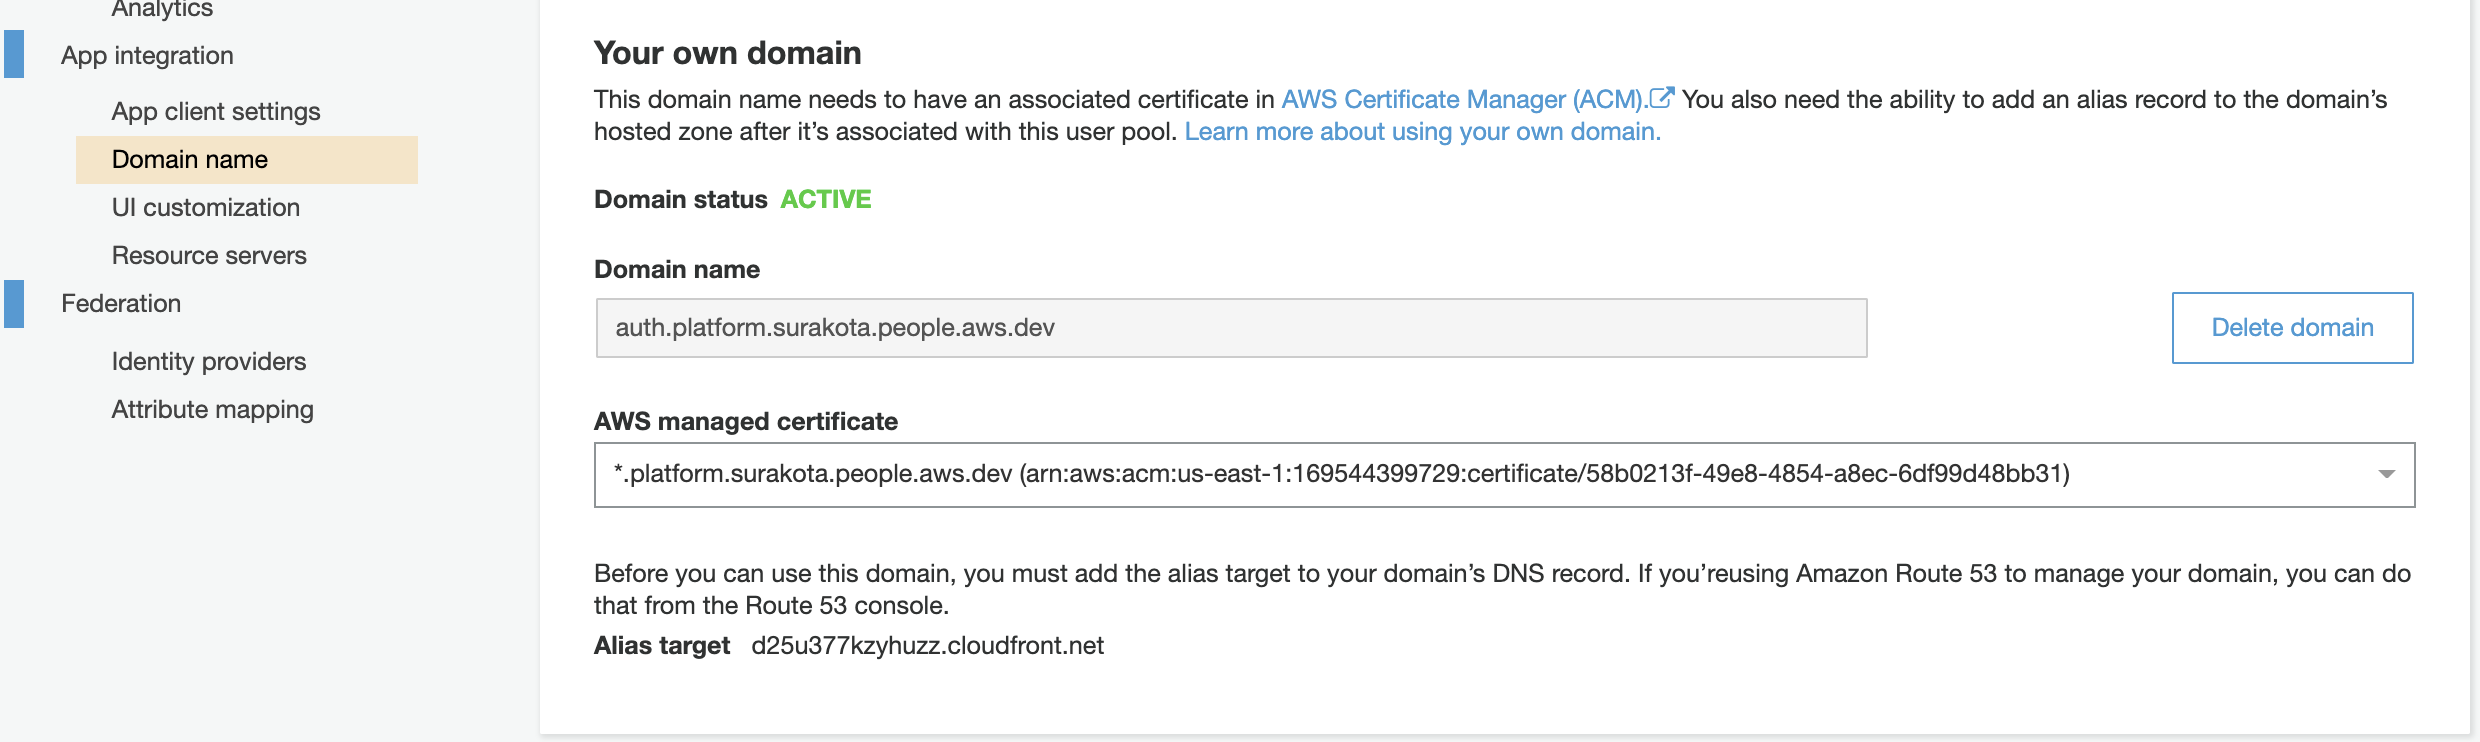 Analytics
App integration
App client settings
Domain name
UI customization
Resource servers
Federation
Identity providers
Attribute mapping
Your own domain
This domain name needs to have an associated certificate in AWS Certificate Manager (ACM). You also need the ability to add an alias record to the domain's
hosted zone after it's associated with this user pool. Learn more about using your own domain.
Domain status ACTIVE
Domain name
auth.platform.surakota.people.aws.dev
Delete domain
AWS managed certificate
*.platform.surakota.people.aws.dev (arn:aws:acm:us-east-1:169544399729:certificate/58b0213f-49e8-4854-a8ec-6df99d48bb31)
Before you can use this domain, you must add the alias target to your domain's DNS record. If you'reusing Amazon Route 53 to manage your domain, you can do
that from the Route 53 console.
Alias target d25u377kzyhuzz.cloudfront.net